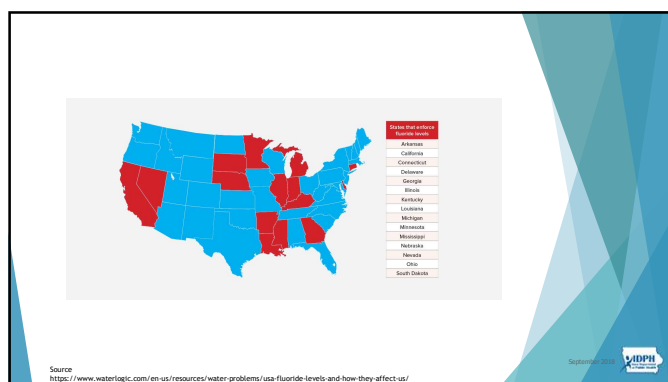 States that enforce
fluoride levels
Arkansas
California
Connecticut
Delaware
Georgia
Illinois
Kentucky
Louisiana
Michigan
Minnesota
Mississippi
Nebraska
Nevada
Ohio
South Dakota
September 2018
IDPH
Source
https://www.waterlogic.com/en-us/resources/water-problems/usa-fluoride-levels-and-how-they-affect-us/